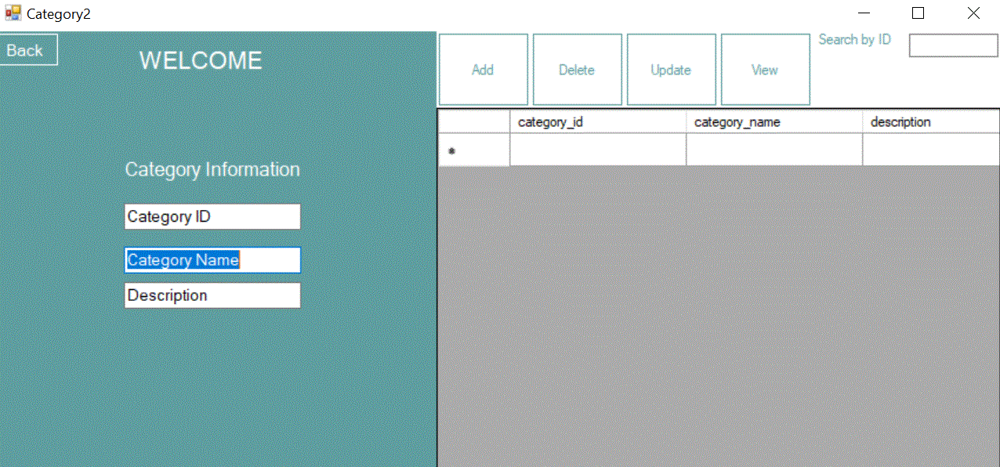 Category2
Back
WELCOME
Category Information
Category ID
Category Name
Description
Add
Delete
Update
View
Search by ID
category_id category_name description
*